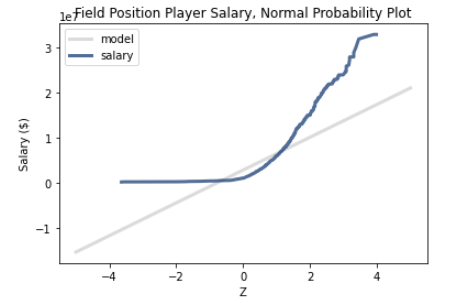 1e7
Field Position Player Salary, Normal Probability Plot
model
salary
3
2
1
0
−1
Salary ($)
−4 −2 0 2 4
Z